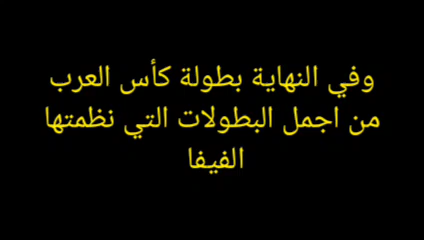 وفي النهاية بطولة كأس العرب
من اجمل البطولات التي نظمتها
الفيفا